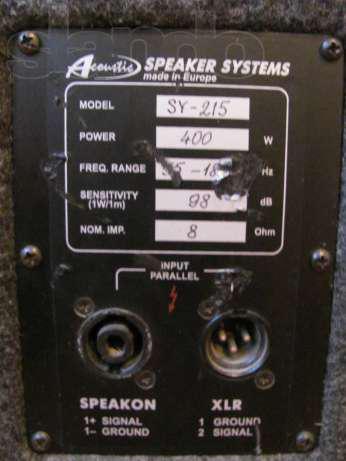 Acoustic SPEAKER SYSTEMS
made in Europe
MODEL SY-215
POWER 400 W
FREQ. RANGE Hz
SENSITIVITY
(1W/1m) 98 dB
NOM. IMP. 8 Ohm
INPUT
PARALLEL
SPEAKON XLR
1+ SIGNAL 1 GROUND
1– GROUND 2 SIGNAL